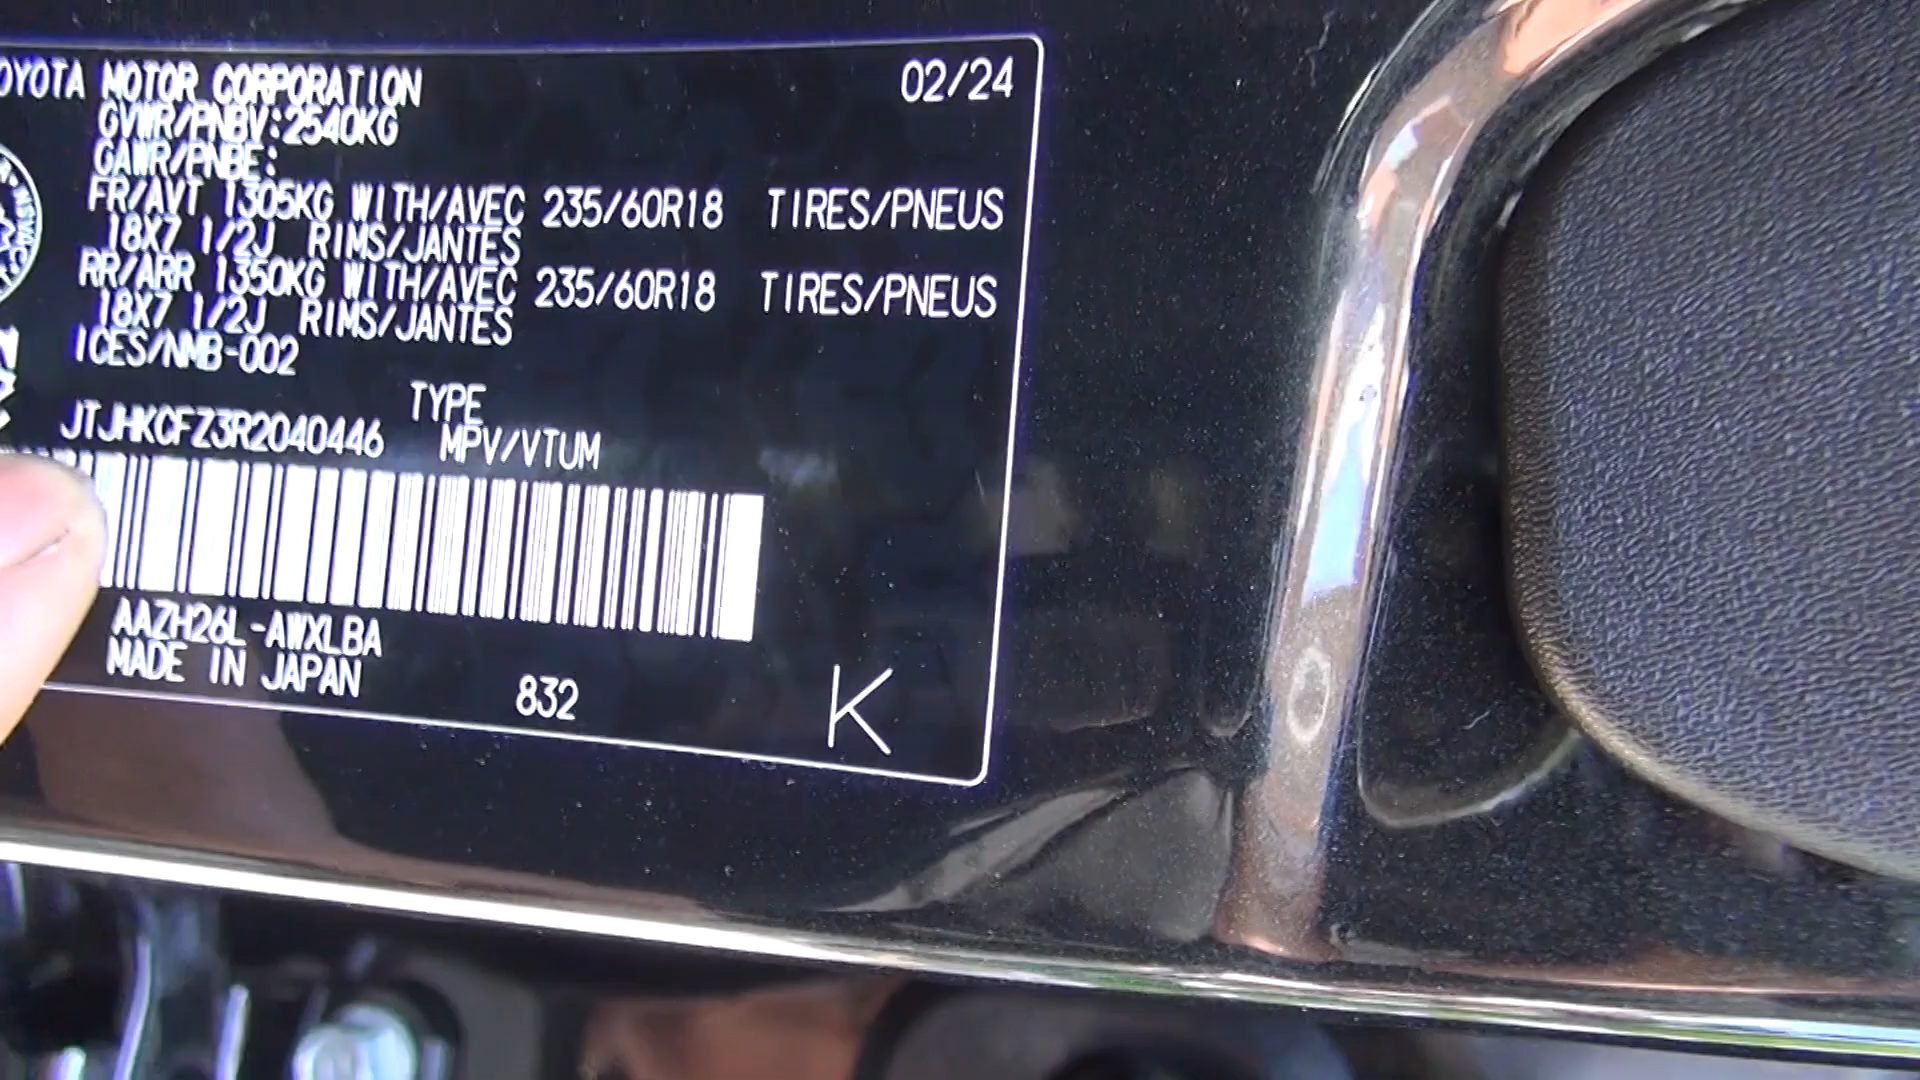 OYOTA MOTOR CORPORATION 02/24
GVWR/PNBV:2540KG
GAWR/PNBE:
FR/AVT 1305KG WITH/AVEC 235/60R18 TIRES/PNEUS
18X7 1/2J RIMS/JANTES
RR/ARR 1350KG WITH/AVEC 235/60R18 TIRES/PNEUS
18X7 1/2J RIMS/JANTES
ICES/NMB-002
TYPE
JTJHKCFZ3R2040446 MPV/VTUM
AAZH26L-AWXLBA
MADE IN JAPAN
832
K